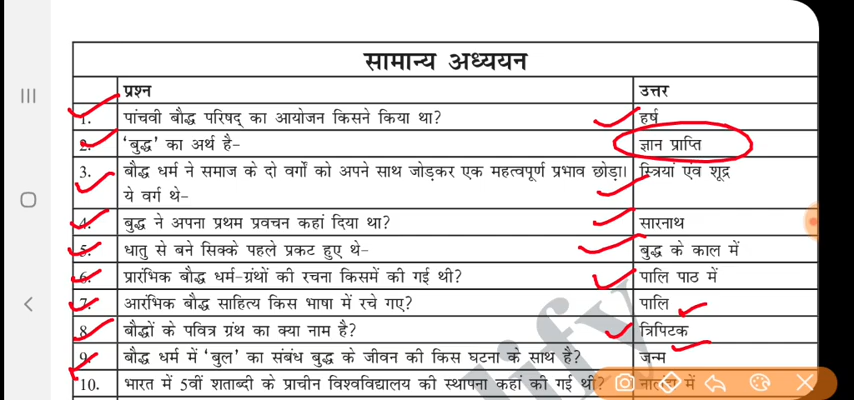 सामान्य अध्ययन
प्रश्न उत्तर
1. पांचवी बौद्ध परिषद् का आयोजन किसने किया था? हर्ष
2. ‘बुद्ध’ का अर्थ है- ज्ञान प्राप्ति
3. बौद्ध धर्म ने समाज के दो वर्गों को अपने साथ जोड़कर एक महत्वपूर्ण प्रभाव छोड़ा। स्त्रियां एंव शूद्र
ये वर्ग थे-
4. बुद्ध ने अपना प्रथम प्रवचन कहां दिया था? सारनाथ
5. धातु से बने सिक्के पहले प्रकट हुए थे- बुद्ध के काल में
6. प्रारंभिक बौद्ध धर्म-ग्रंथों की रचना किसमें की गई थी? पालि पाठ में
7. आरंभिक बौद्ध साहित्य किस भाषा में रचे गए? पालि
8. बौद्धों के पवित्र ग्रंथ का क्या नाम है? त्रिपिटक
9. बौद्ध धर्म में ‘बुल’ का संबंध बुद्ध के जीवन की किस घटना के साथ है? जन्म
10. भारत में 5वीं शताब्दी के प्राचीन विश्वविद्यालय की स्थापना कहां की गई थी? में